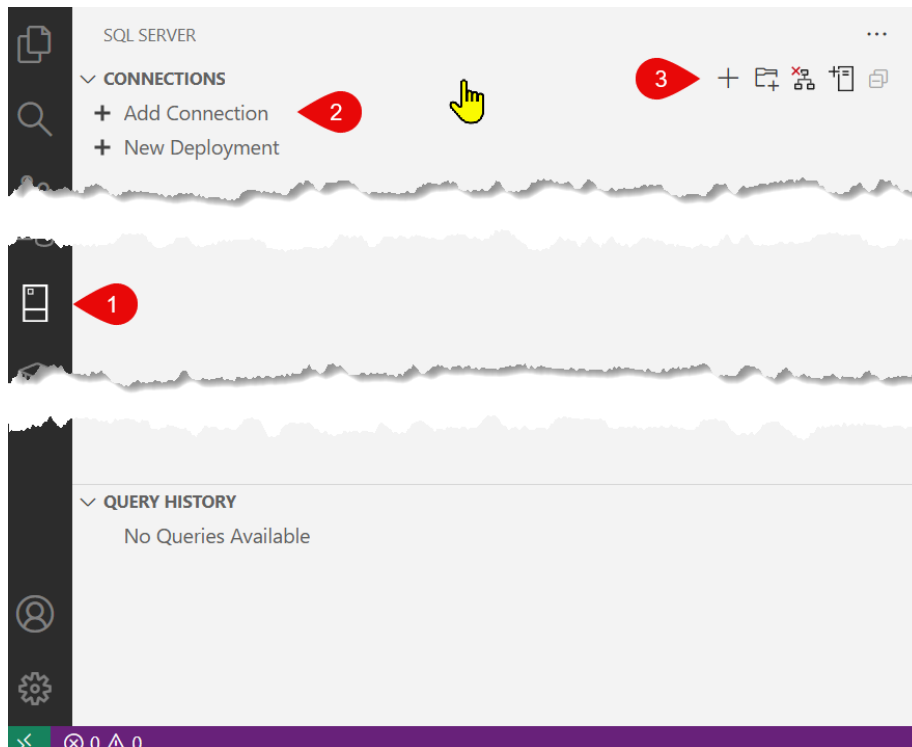 SQL SERVER
CONNECTIONS
3
Add Connection
2
New Deployment
1
QUERY HISTORY
No Queries Available
0 0